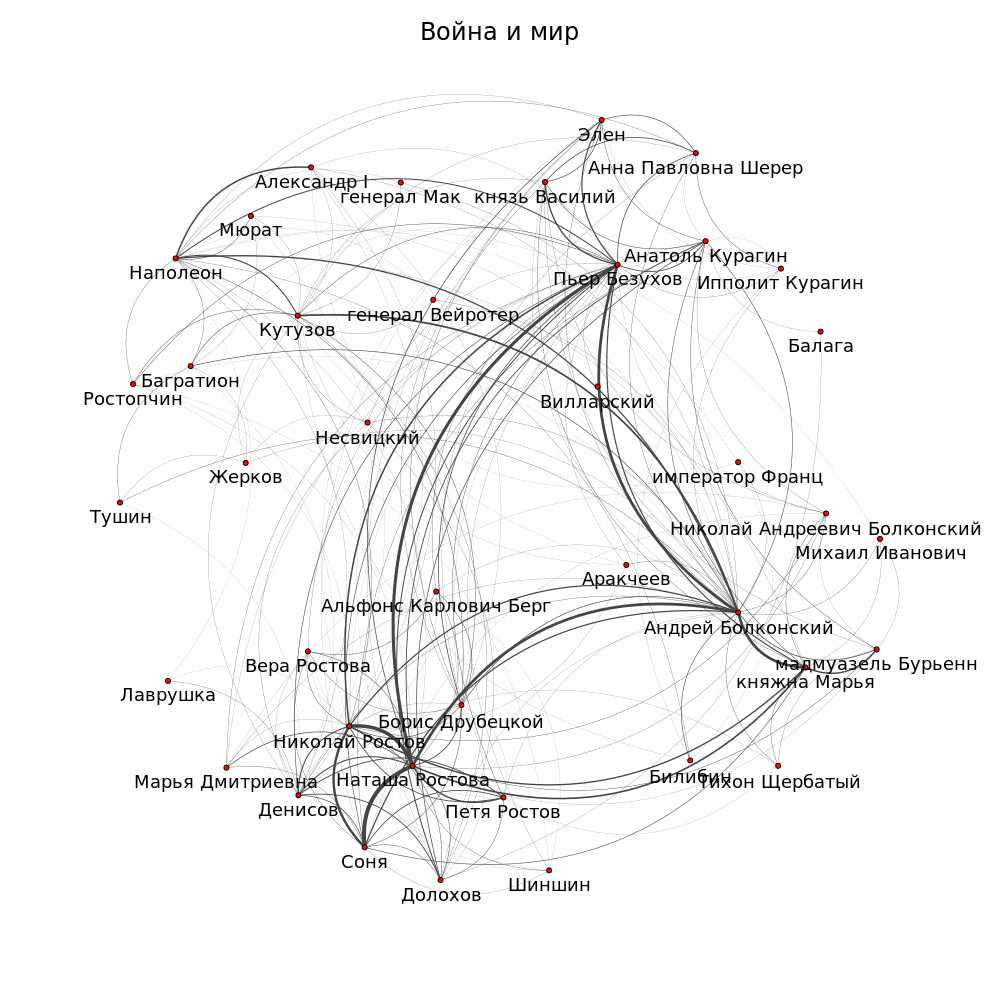 Война и мир
Элен
Анна Павловна Шерер
Александр I
генерал Мак
князь Василий
Мюрат
Анатоль Курагин
Наполеон
Пьер Безухов
Ипполит Курагин
генерал Вейротер
Кутузов
Балага
Багратион
Ростопчин
Вилларский
Несвицкий
Жерков
император Франц
Тушин
Николай Андреевич Болконский
Михаил Иванович
Аракчеев
Альфонс Карлович Берг
Андрей Болконский
Вера Ростова
мадмуазель Бурьенн
княжна Марья
Лаврушка
Борис Друбецкой
Николай Ростов
Марья Дмитриевна
Наташа Ростова
Билибин
Тихон Щербатый
Денисов
Петя Ростов
Соня
Шиншин
Долохов